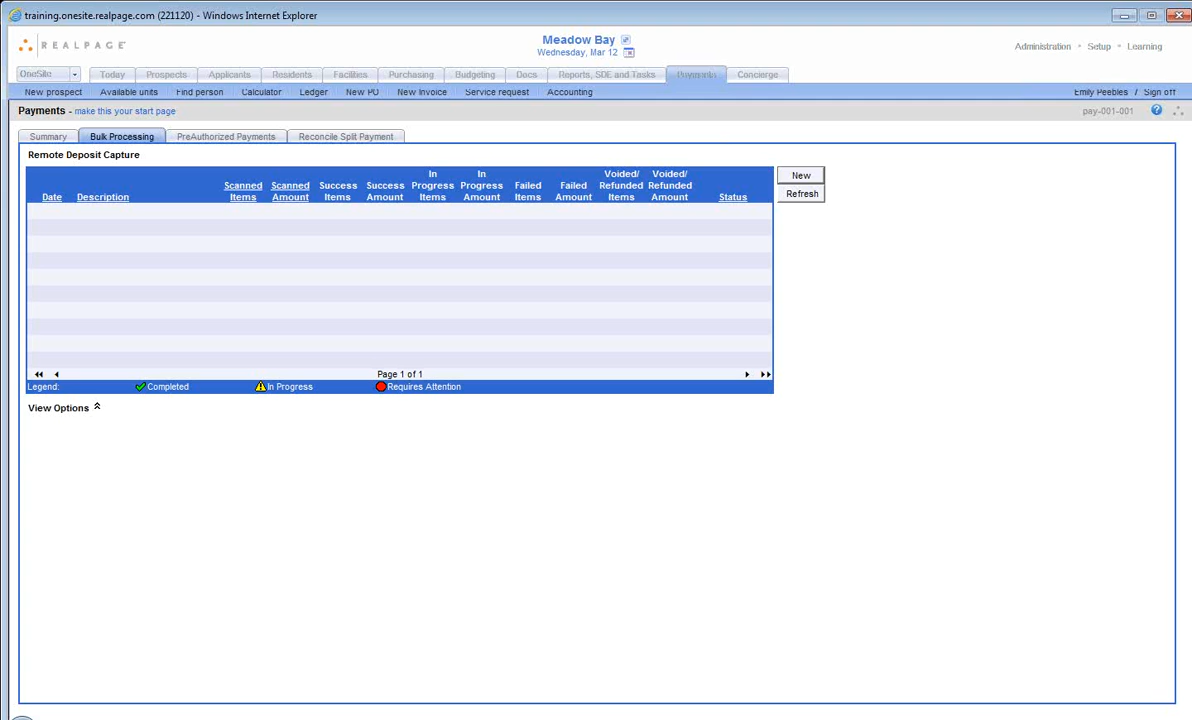 training.onesite.realpage.com (221120) - Windows Internet Explorer
REALPAGE
Meadow Bay
Wednesday, Mar 12
Administration • Setup • Learning
OneSite Today Prospects Applicants Residents Facilities Purchasing Budgeting Docs Reports, SDE and Tasks Payments Concierge
New prospect Available units Find person Calculator Ledger New PO New Invoice Service request Accounting Emily Peebles / Sign off
Payments - make this your start page pay-001-001
Summary Bulk Processing PreAuthorized Payments Reconcile Split Payment
Remote Deposit Capture
Date Description Scanned Items Scanned Amount Success Items Success Amount In Progress Items In Progress Amount Failed Items Failed Amount Voided/ Refunded Items Voided/ Refunded Amount Status
New
Refresh
Page 1 of 1
Legend: Completed In Progress Requires Attention
View Options